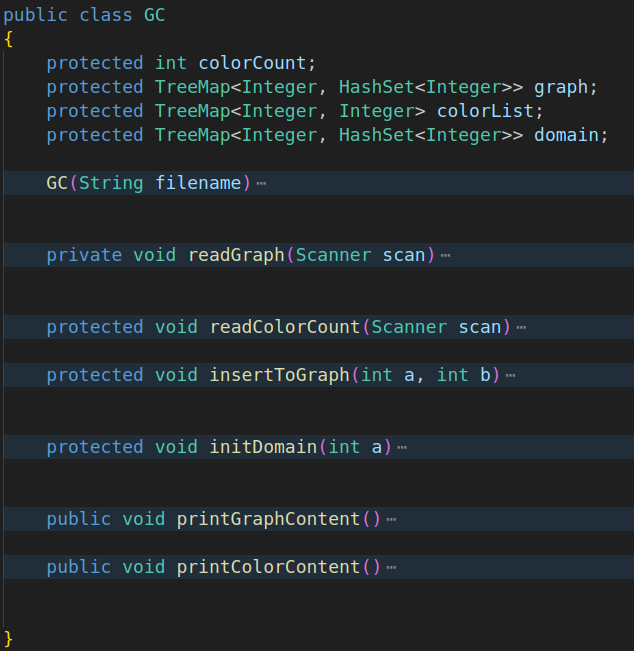 public class GC
{
protected int colorCount;
protected TreeMap<Integer, HashSet<Integer>> graph;
protected TreeMap<Integer, Integer> colorList;
protected TreeMap<Integer, HashSet<Integer>> domain;
GC(String filename)⋯
private void readGraph(Scanner scan)⋯
protected void readColorCount(Scanner scan)⋯
protected void insertToGraph(int a, int b)⋯
protected void initDomain(int a)⋯
public void printGraphContent()⋯
public void printColorContent()⋯
}